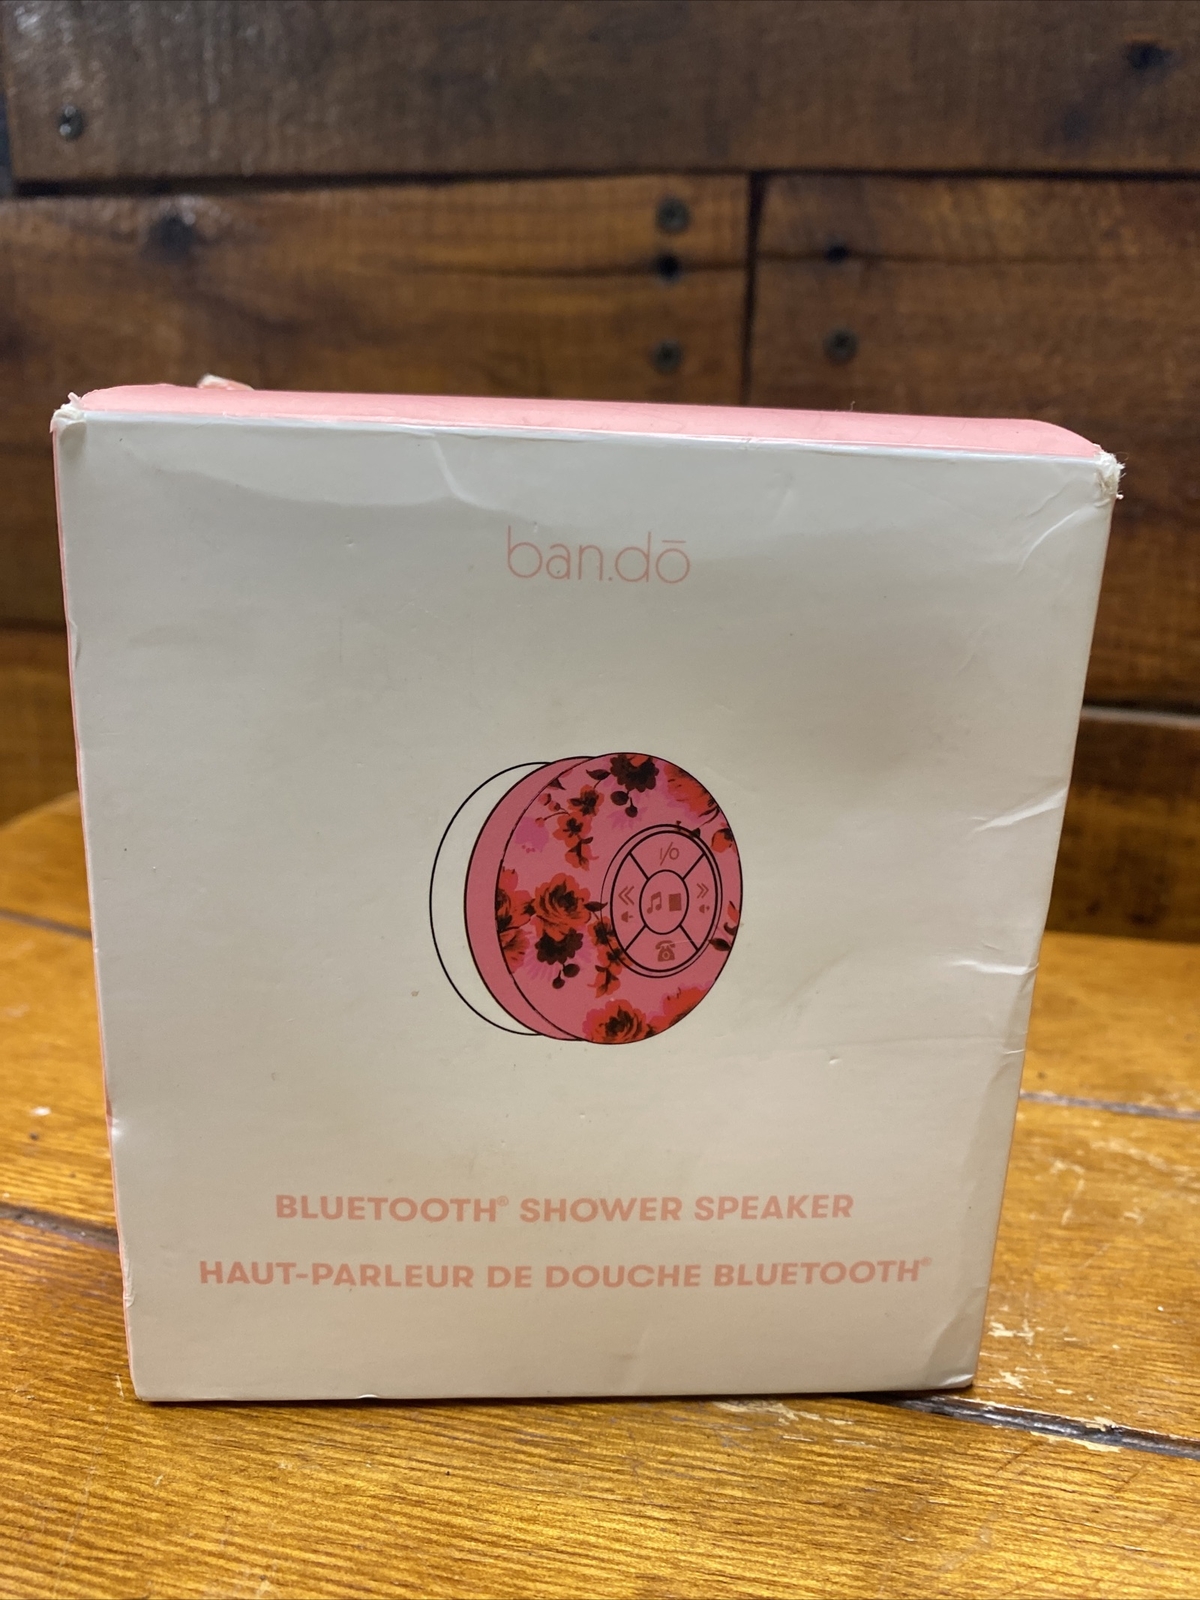 ban.dō
I/O
BLUETOOTH® SHOWER SPEAKER
HAUT-PARLEUR DE DOUCHE BLUETOOTH®